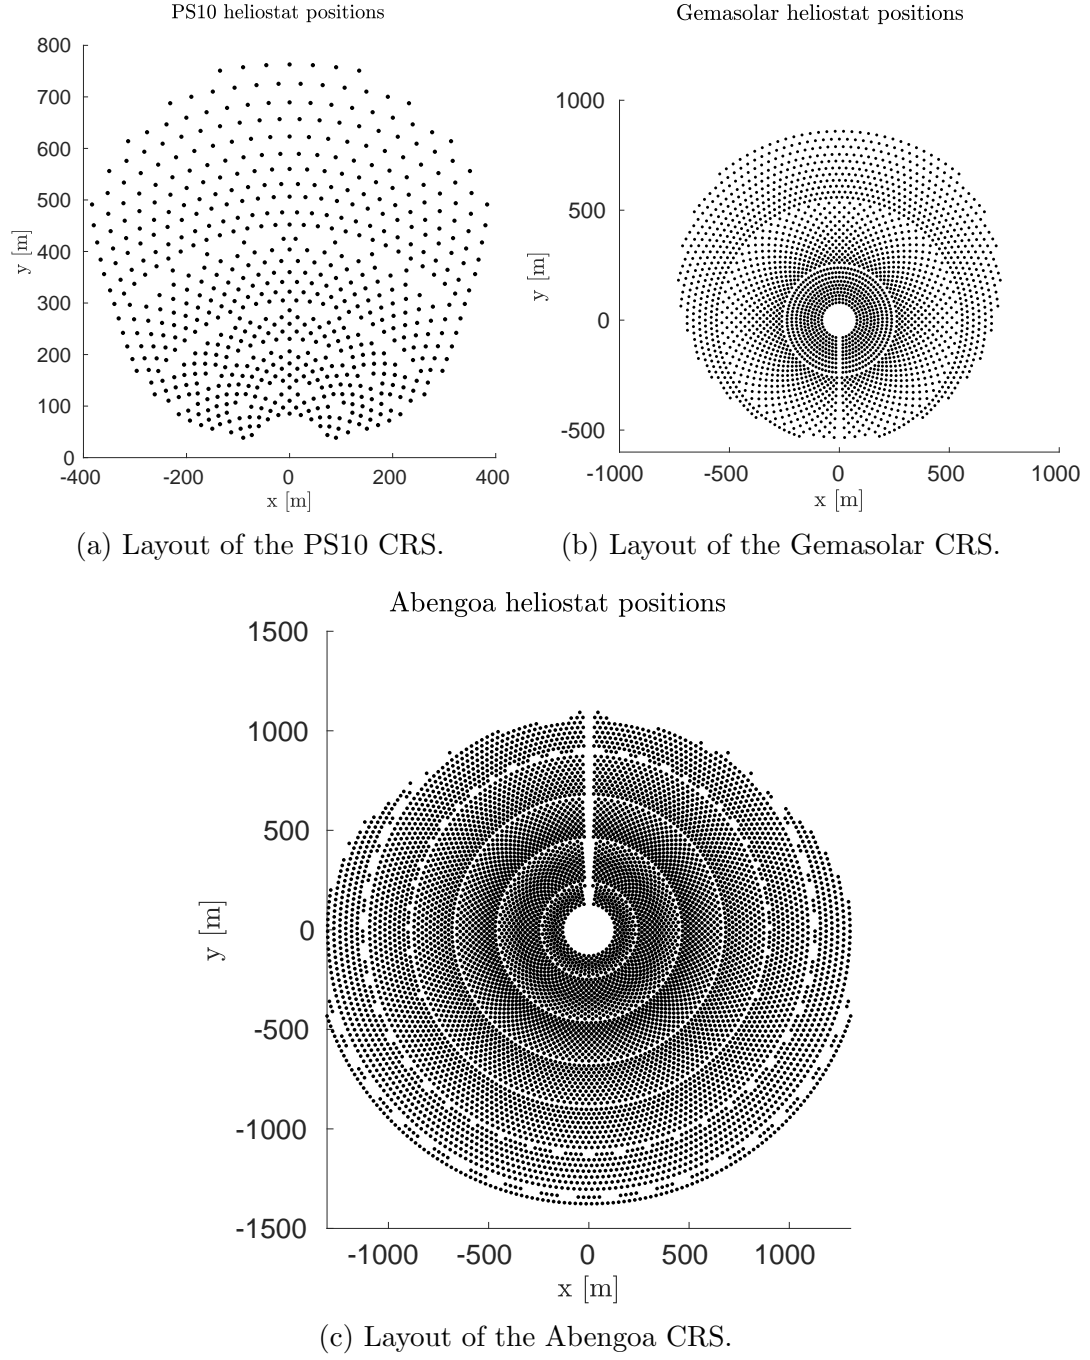 PS10 heliostat positions
800
700
600
500
400
300
200
100
0
y [m]
-400 -200 0 200 400
x [m]
(a) Layout of the PS10 CRS.
Gemasolar heliostat positions
1000
500
0
-500
y [m]
-1000 -500 0 500 1000
x [m]
(b) Layout of the Gemasolar CRS.
Abengoa heliostat positions
1500
1000
500
0
-500
-1000
-1500
y [m]
-1000 -500 0 500 1000
x [m]
(c) Layout of the Abengoa CRS.